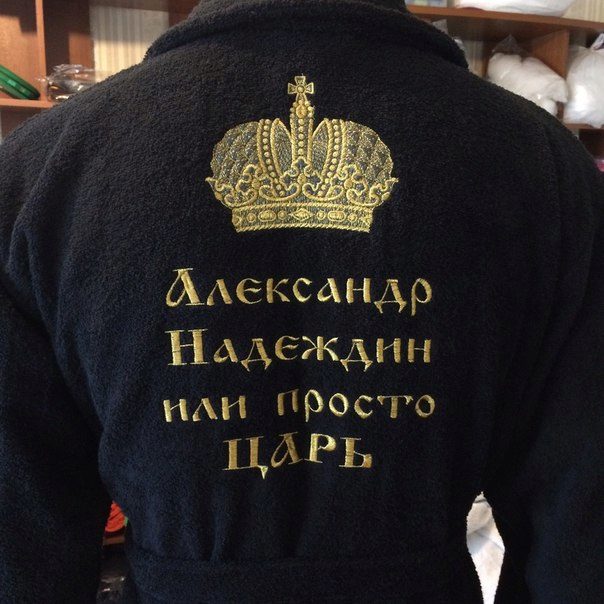 Александр
Надеждин
или просто
ЦАРЬ